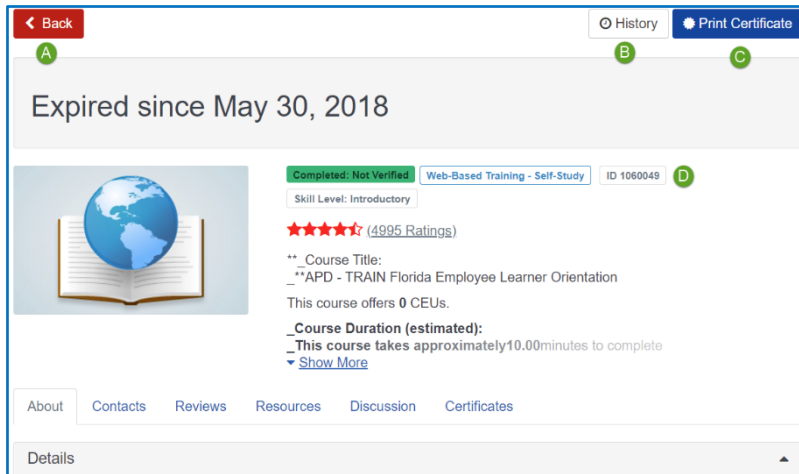 Back
History
Print Certificate
A
B
C
Expired since May 30, 2018
Completed: Not Verified
Web-Based Training - Self-Study
ID 1060049
D
Skill Level: Introductory
(4995 Ratings)
**_Course Title:
_**APD - TRAIN Florida Employee Learner Orientation
This course offers 0 CEUs.
_Course Duration (estimated):
_This course takes approximately10.00minutes to complete
Show More
About Contacts Reviews Resources Discussion Certificates
Details